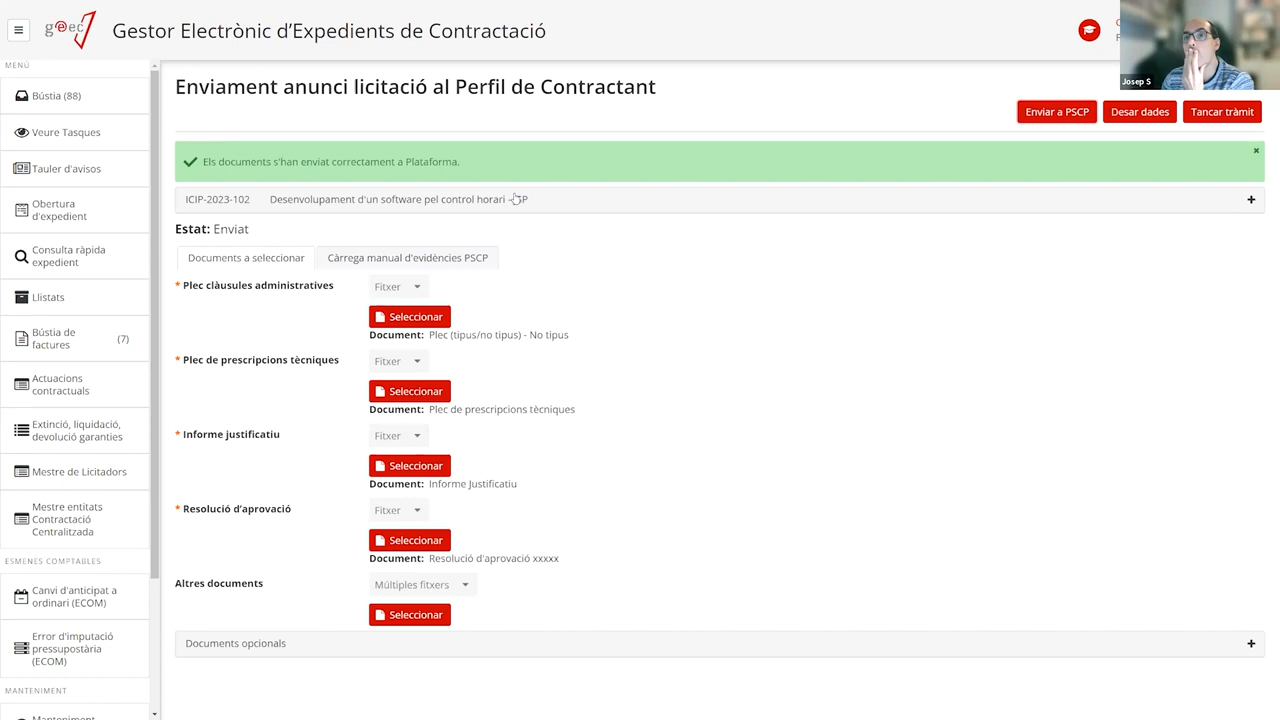 geec
Gestor Electrònic d'Expedients de Contractació
Josep S
MENÚ
Bústia (88)
Veure Tasques
Tauler d'avisos
Obertura
d'expedient
Consulta ràpida
expedient
Llistats
Bústia de
factures
(7)
Actuacions
contractuals
Extinció, liquidació,
devolució garanties
Mestre de Licitadors
Mestre entitats
Contractació
Centralitzada
ESMENES COMPTABLES
Canvi d'anticipat a
ordinari (ECOM)
Error d'imputació
pressupostària
(ECOM)
MANTENIMENT
Manteniment
Enviament anunci licitació al Perfil de Contractant
Enviar a PSCP
Desar dades
Tancar tràmit
Els documents s'han enviat correctament a Plataforma.
ICIP-2023-102 Desenvolupament d'un software pel control horari
Estat: Enviat
Documents a seleccionar
Càrrega manual d'evidències PSCP
* Plec clàusules administratives
Fitxer
Seleccionar
Document: Plec (tipus/no tipus) - No tipus
* Plec de prescripcions tècniques
Fitxer
Seleccionar
Document: Plec de prescripcions tècniques
* Informe justificatiu
Fitxer
Seleccionar
Document: Informe Justificatiu
* Resolució d'aprovació
Fitxer
Seleccionar
Document: Resolució d'aprovació xxxxx
Altres documents
Múltiples fitxers
Seleccionar
Documents opcionals